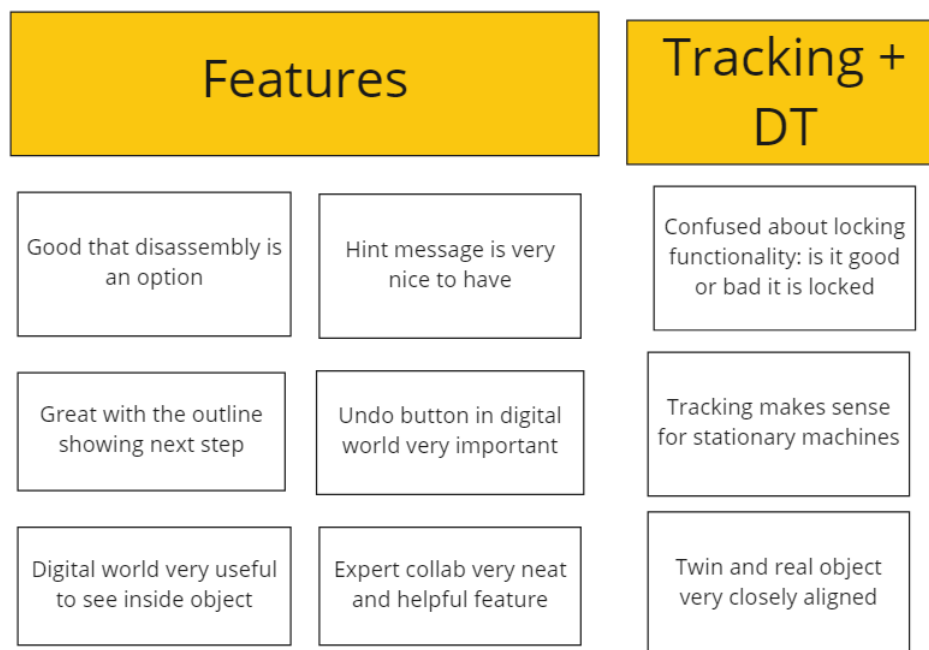 Features
Good that disassembly is
an option
Hint message is very
nice to have
Great with the outline
showing next step
Undo button in digital
world very important
Digital world very useful
to see inside object
Expert collab very neat
and helpful feature
Tracking +
DT
Confused about locking
functionality: is it good
or bad it is locked
Tracking makes sense
for stationary machines
Twin and real object
very closely aligned